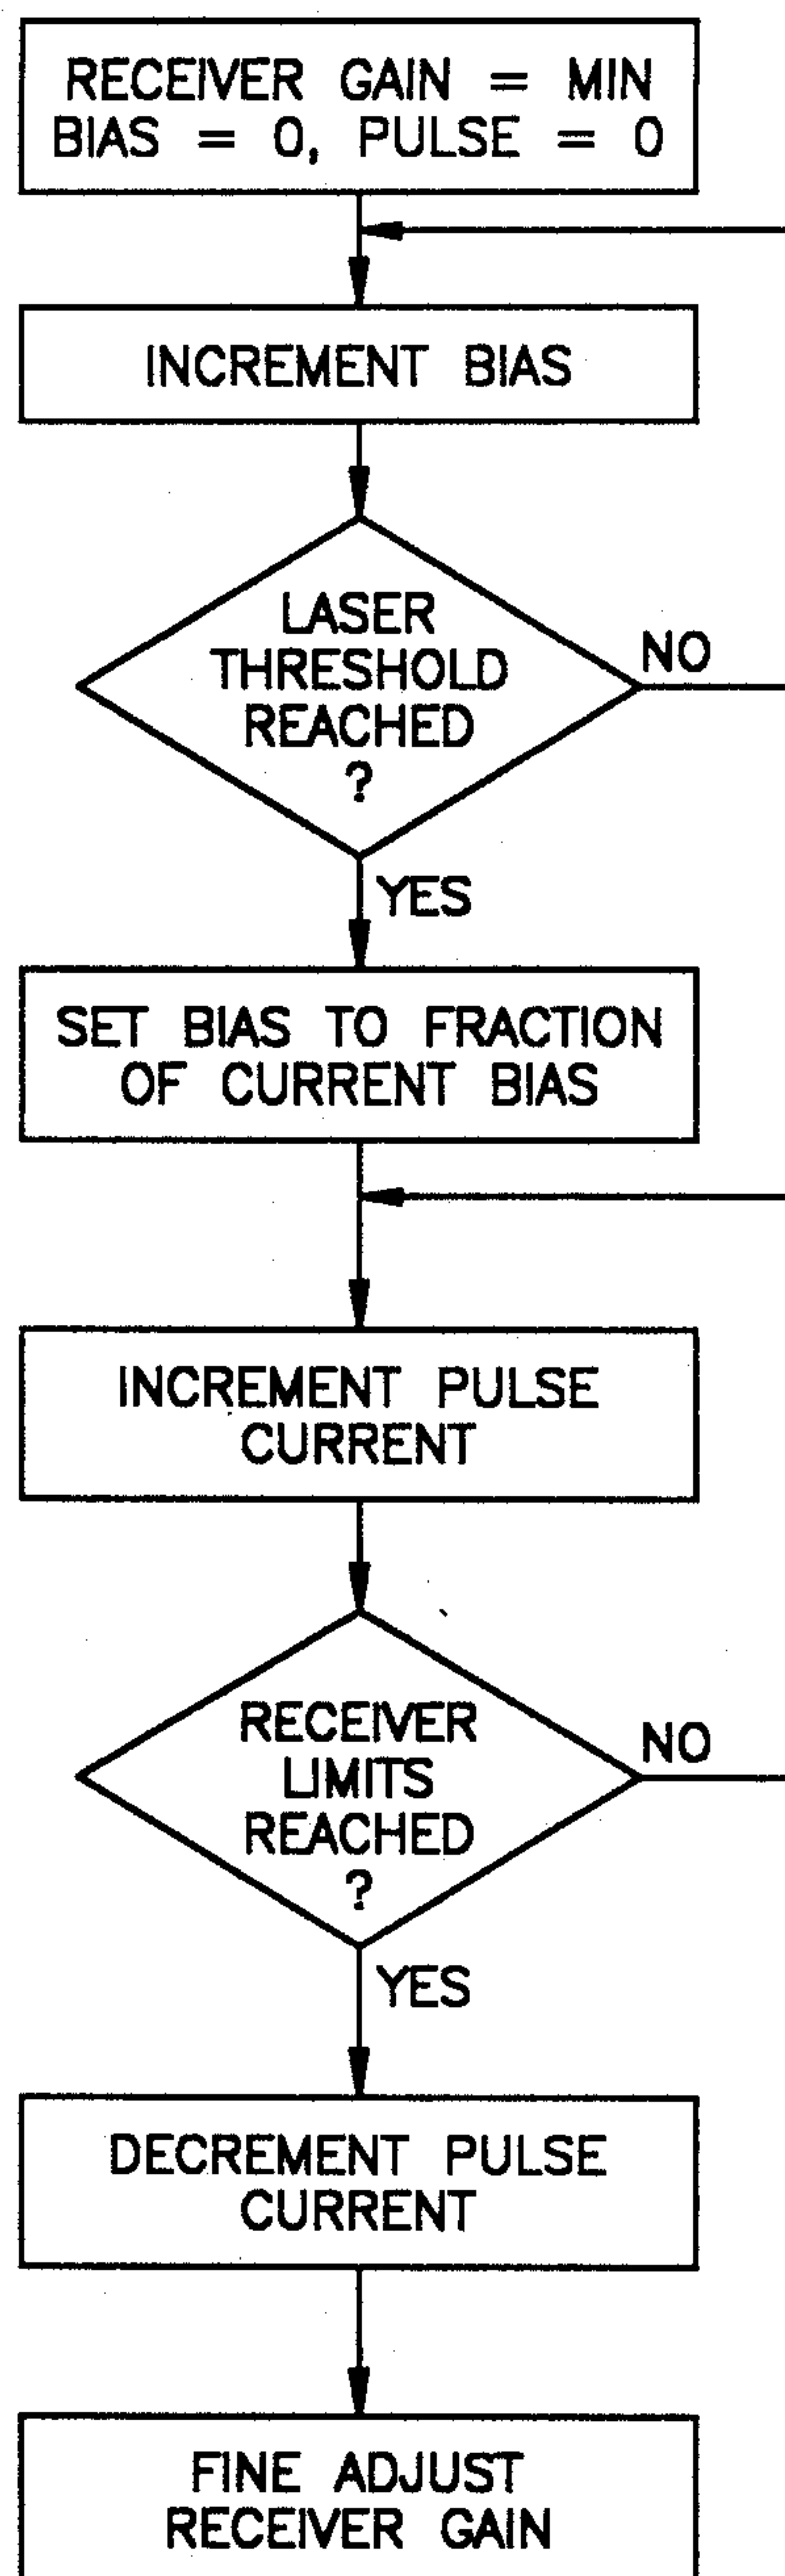 RECEIVER GAIN = MIN
BIAS = 0, PULSE = 0
INCREMENT BIAS
LASER
THRESHOLD
REACHED
?
NO
YES
SET BIAS TO FRACTION
OF CURRENT BIAS
INCREMENT PULSE
CURRENT
RECEIVER
LIMITS
REACHED
?
NO
YES
DECREMENT PULSE
CURRENT
FINE ADJUST
RECEIVER GAIN